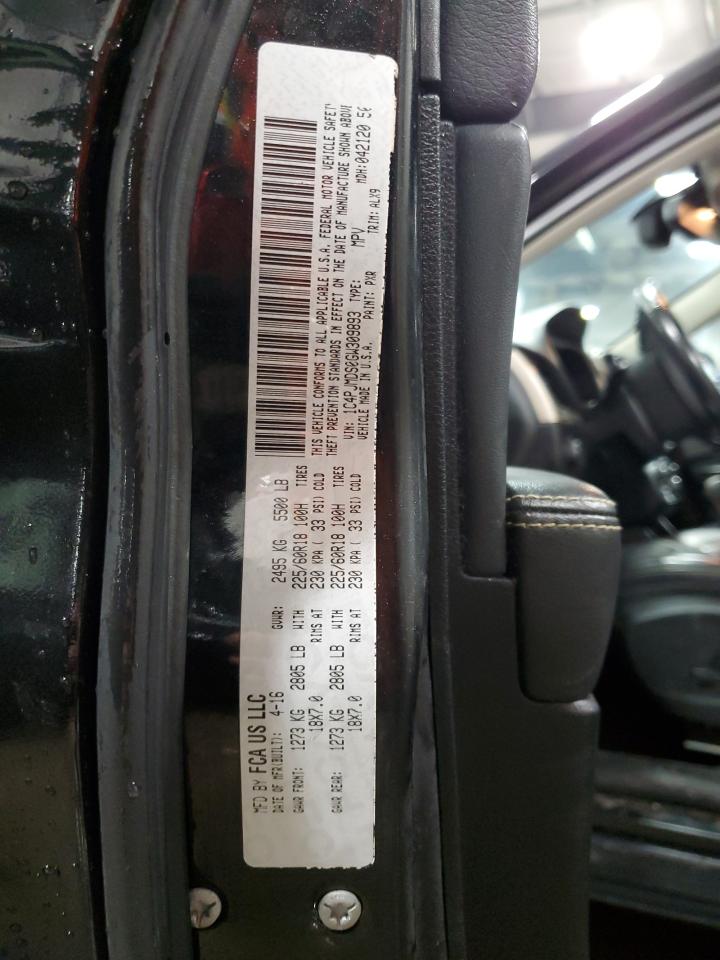 MFD BY FCA US LLC
DATE OF MFR(BUILT): 4-16 GVWR: 2495 KG 5500 LB
GAWR FRONT: 1273 KG 2805 LB WITH 225/60R18 100H TIRES
18X7.0 RIMS AT 230 KPA ( 33 PSI) COLD
GAWR REAR: 1273 KG 2805 LB WITH 225/60R18 100H TIRES
18X7.0 RIMS AT 230 KPA ( 33 PSI) COLD
THIS VEHICLE CONFORMS TO ALL APPLICABLE U.S.A. FEDERAL MOTOR VEHICLE SAFETY
THEFT PREVENTION STANDARDS IN EFFECT ON THE DATE OF MANUFACTURE SHOWN ABOVE
VIN: 1C4PJMDS0GW309893 TYPE: MPV MDH:042120 50
VEHICLE MADE IN U.S.A. PAINT: PXR TRIM: ALX9